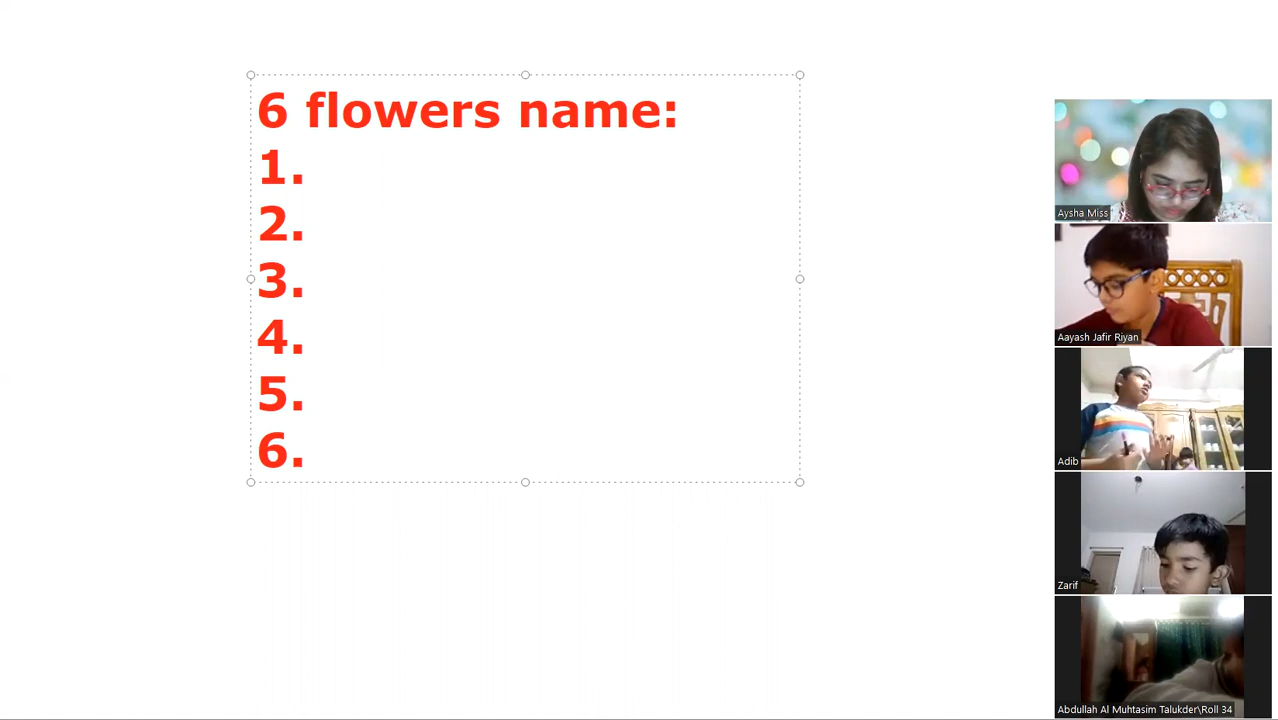 6 flowers name:
1.
2.
3.
4.
5.
6.
Aysha Miss
Aayash Jafir Riyan
Adib
Zarif
Abdullah Al Muhtasim Talukder\Roll 34